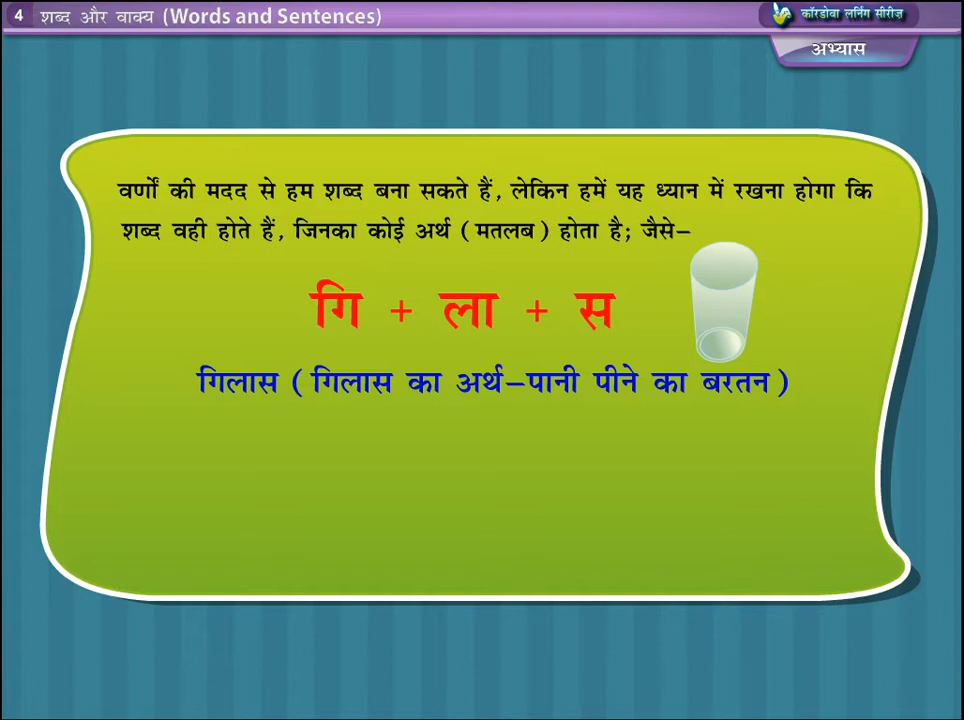 4 शब्द और वाक्य (Words and Sentences)
कॉरडोवा लर्निंग सीरीज़
अभ्यास
वर्णों की मदद से हम शब्द बना सकते हैं, लेकिन हमें यह ध्यान में रखना होगा कि
शब्द वही होते हैं, जिनका कोई अर्थ (मतलब) होता है; जैसे–
गि + ला + स
गिलास (गिलास का अर्थ–पानी पीने का बरतन)